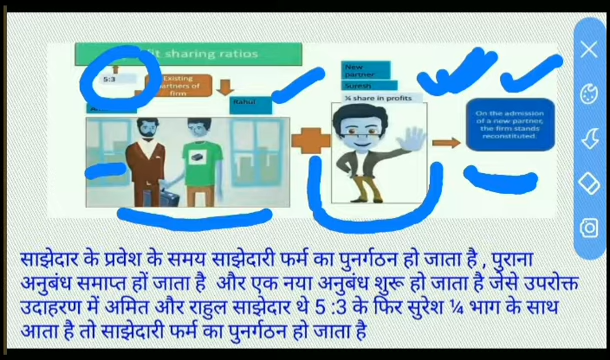 sharing ratios
5:3
Existing
partners of
firm
Rahul
New
partner
Suresh
¼ share in profits
On the admission
of a new partner,
the firm stands
reconstituted
साझेदार के प्रवेश के समय साझेदारी फर्म का पुनर्गठन हो जाता है , पुराना
अनुबंध समाप्त हों जाता है और एक नया अनुबंध शुरू हो जाता है जेसे उपरोक्त
उदाहरण में अमित और राहुल साझेदार थे 5 :3 के फिर सुरेश ¼ भाग के साथ
आता है तो साझेदारी फर्म का पुनर्गठन हो जाता है